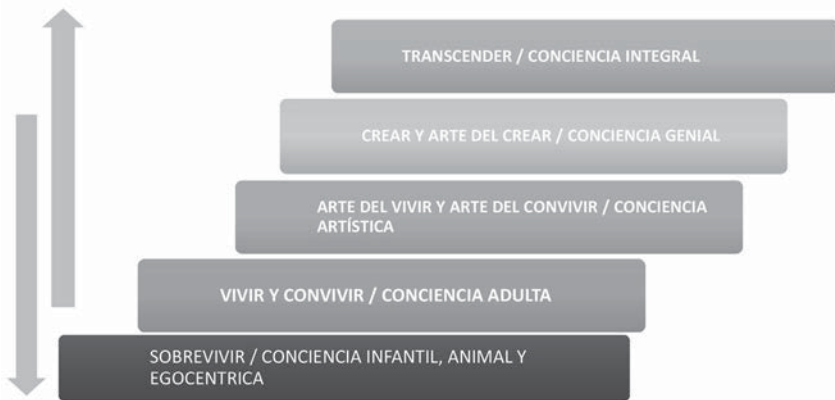 TRANSCENDER / CONCIENCIA INTEGRAL
CREAR Y ARTE DEL CREAR / CONCIENCIA GENIAL
ARTE DEL VIVIR Y ARTE DEL CONVIVIR / CONCIENCIA
ARTÍSTICA
VIVIR Y CONVIVIR / CONCIENCIA ADULTA
SOBREVIVIR / CONCIENCIA INFANTIL, ANIMAL Y
EGOCENTRICA